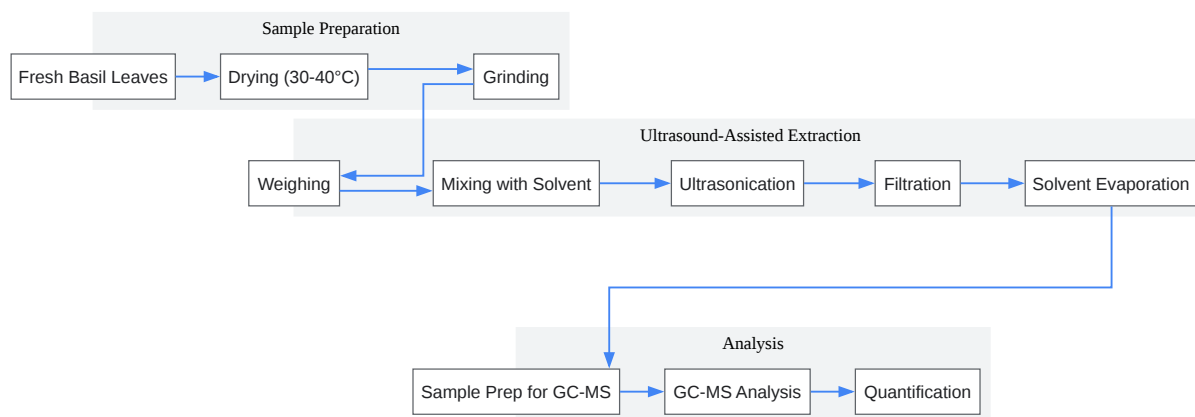 Sample Preparation
Fresh Basil Leaves
Drying (30-40°C)
Grinding
Ultrasound-Assisted Extraction
Weighing
Mixing with Solvent
Ultrasonication
Filtration
Solvent Evaporation
Analysis
Sample Prep for GC-MS
GC-MS Analysis
Quantification